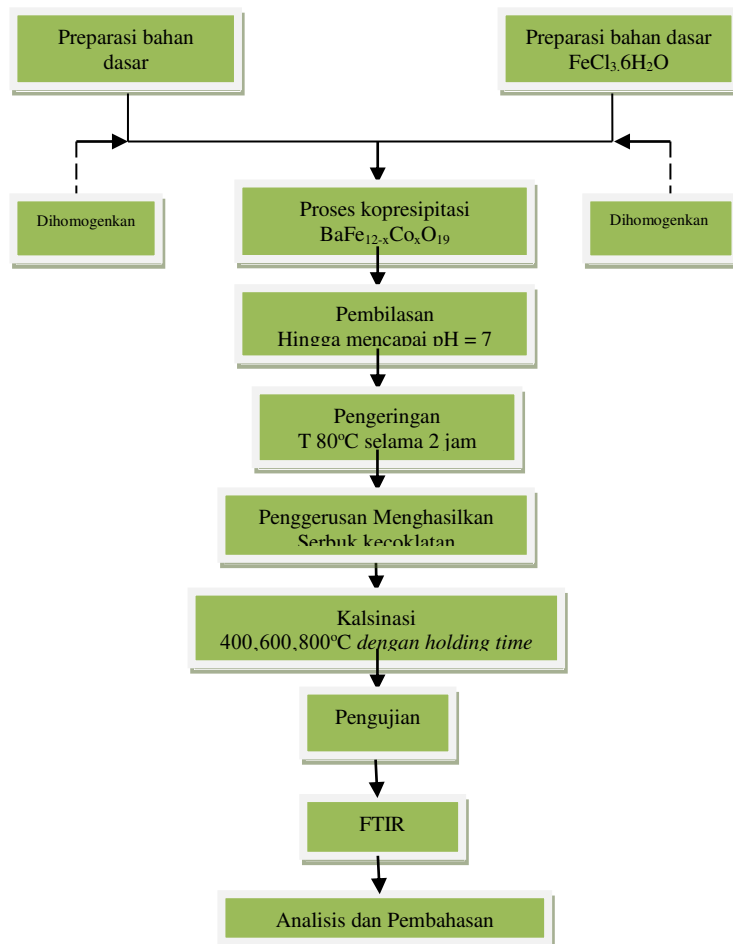 Preparasi bahan
dasar
Preparasi bahan dasar
FeCl₃.6H₂O
Dihomogenkan
Dihomogenkan
Proses kopresipitasi
BaFe₁₂₋ₓCoₓO₁₉
Pembilasan
Hingga mencapai pH = 7
Pengeringan
T 80°C selama 2 jam
Penggerusan Menghasilkan
Serbuk kecoklatan
Kalsinasi
400,600,800°C dengan holding time
Pengujian
FTIR
Analisis dan Pembahasan